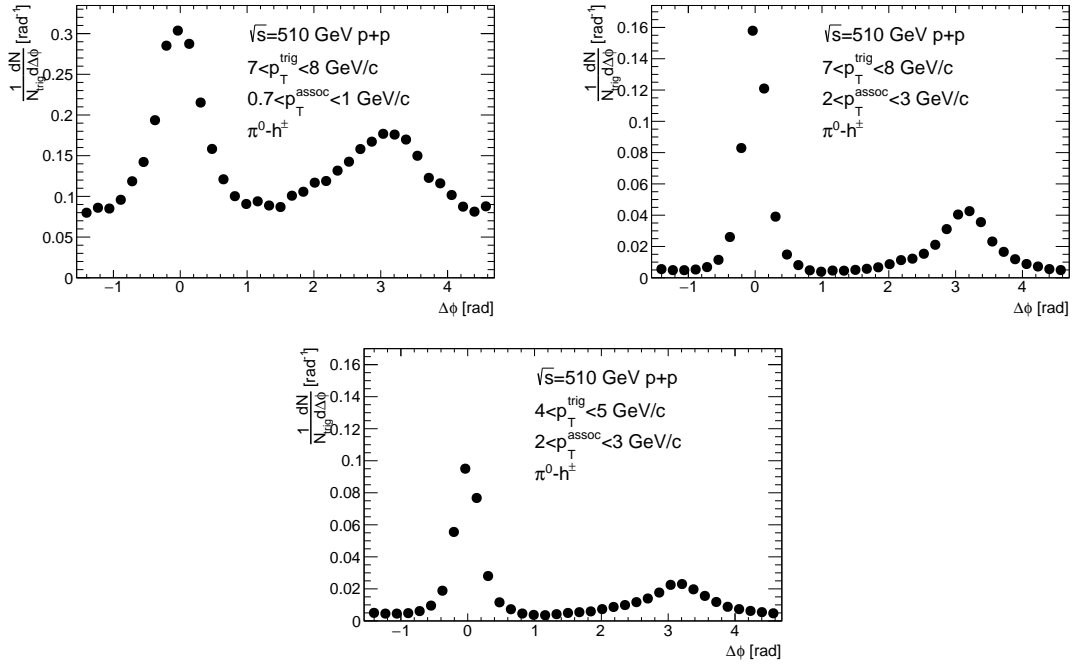 1/N_trig dN/dΔϕ [rad⁻¹]
0.3
0.25
0.2
0.15
0.1
0.05
0
−1 0 1 2 3 4
Δϕ [rad]
√s=510 GeV p+p
7<p_T^trig<8 GeV/c
0.7<p_T^assoc<1 GeV/c
π⁰-h±
1/N_trig dN/dΔϕ [rad⁻¹]
0.16
0.14
0.12
0.1
0.08
0.06
0.04
0.02
0
−1 0 1 2 3 4
Δϕ [rad]
√s=510 GeV p+p
7<p_T^trig<8 GeV/c
2<p_T^assoc<3 GeV/c
π⁰-h±
1/N_trig dN/dΔϕ [rad⁻¹]
0.16
0.14
0.12
0.1
0.08
0.06
0.04
0.02
0
−1 0 1 2 3 4
Δϕ [rad]
√s=510 GeV p+p
4<p_T^trig<5 GeV/c
2<p_T^assoc<3 GeV/c
π⁰-h±